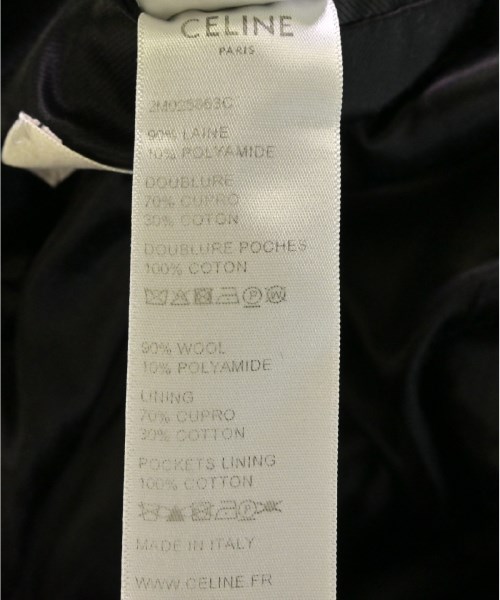 CELINE
PARIS
2M025863C
90% LAINE
10% POLYAMIDE
DOUBLURE
70% CUPRO
30% COTON
DOUBLURE POCHES
100% COTON
90% WOOL
10% POLYAMIDE
LINING
70% CUPRO
30% COTTON
POCKETS LINING
100% COTTON
MADE IN ITALY
WWW.CELINE.FR